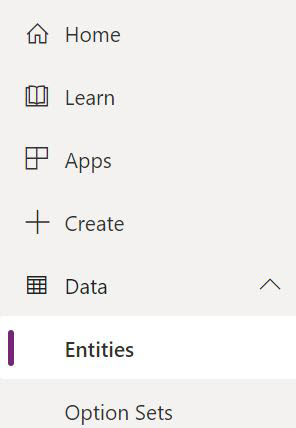 Home
Learn
Apps
Create
Data
Entities
Option Sets